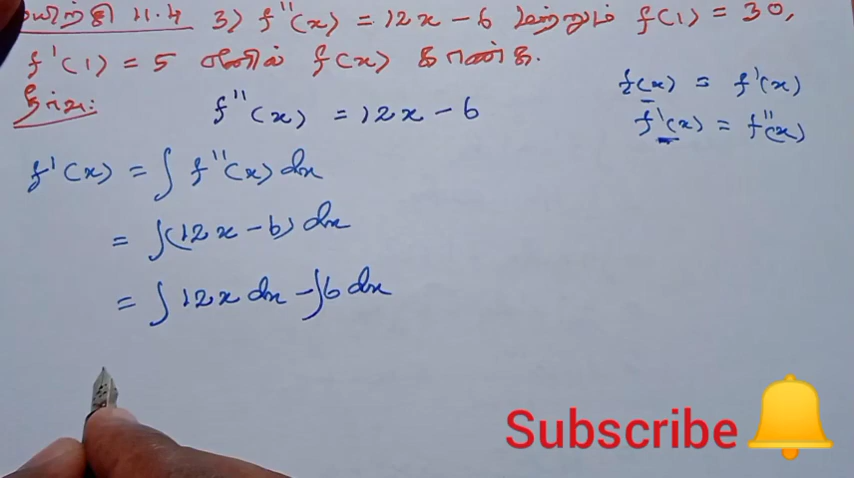 பயிற்சி 11.4 3) f''(x) = 12x - 6 மற்றும் f(1) = 30,
f'(1) = 5 எனில் f(x) காண்க.
தீர்வு:
f''(x) = 12x - 6
f'(x) = ∫ f''(x) dx
= ∫(12x - 6) dx
= ∫ 12x dx - ∫6 dx
f(x) = f'(x)
f'(x) = f''(x)
Subscribe